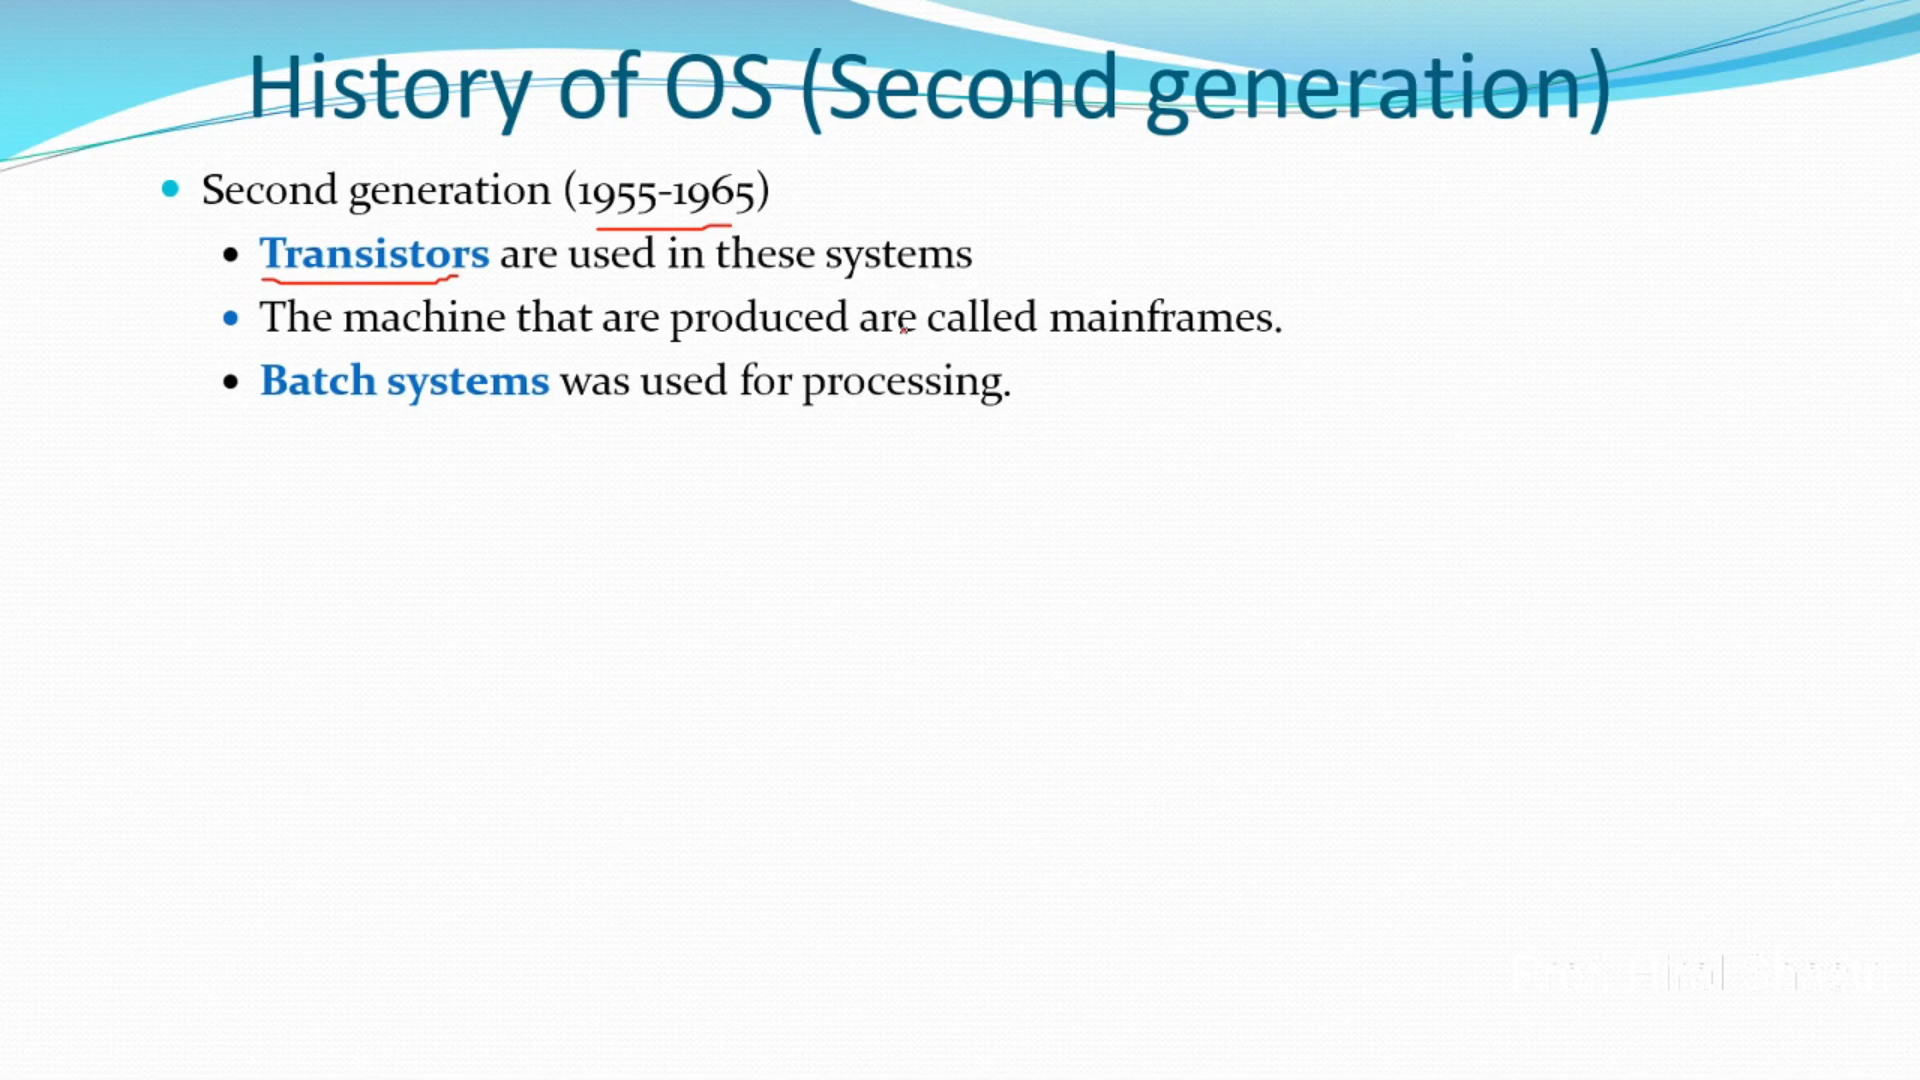 History of OS (Second generation)
Second generation (1955-1965)
Transistors are used in these systems
The machine that are produced are called mainframes.
Batch systems was used for processing.